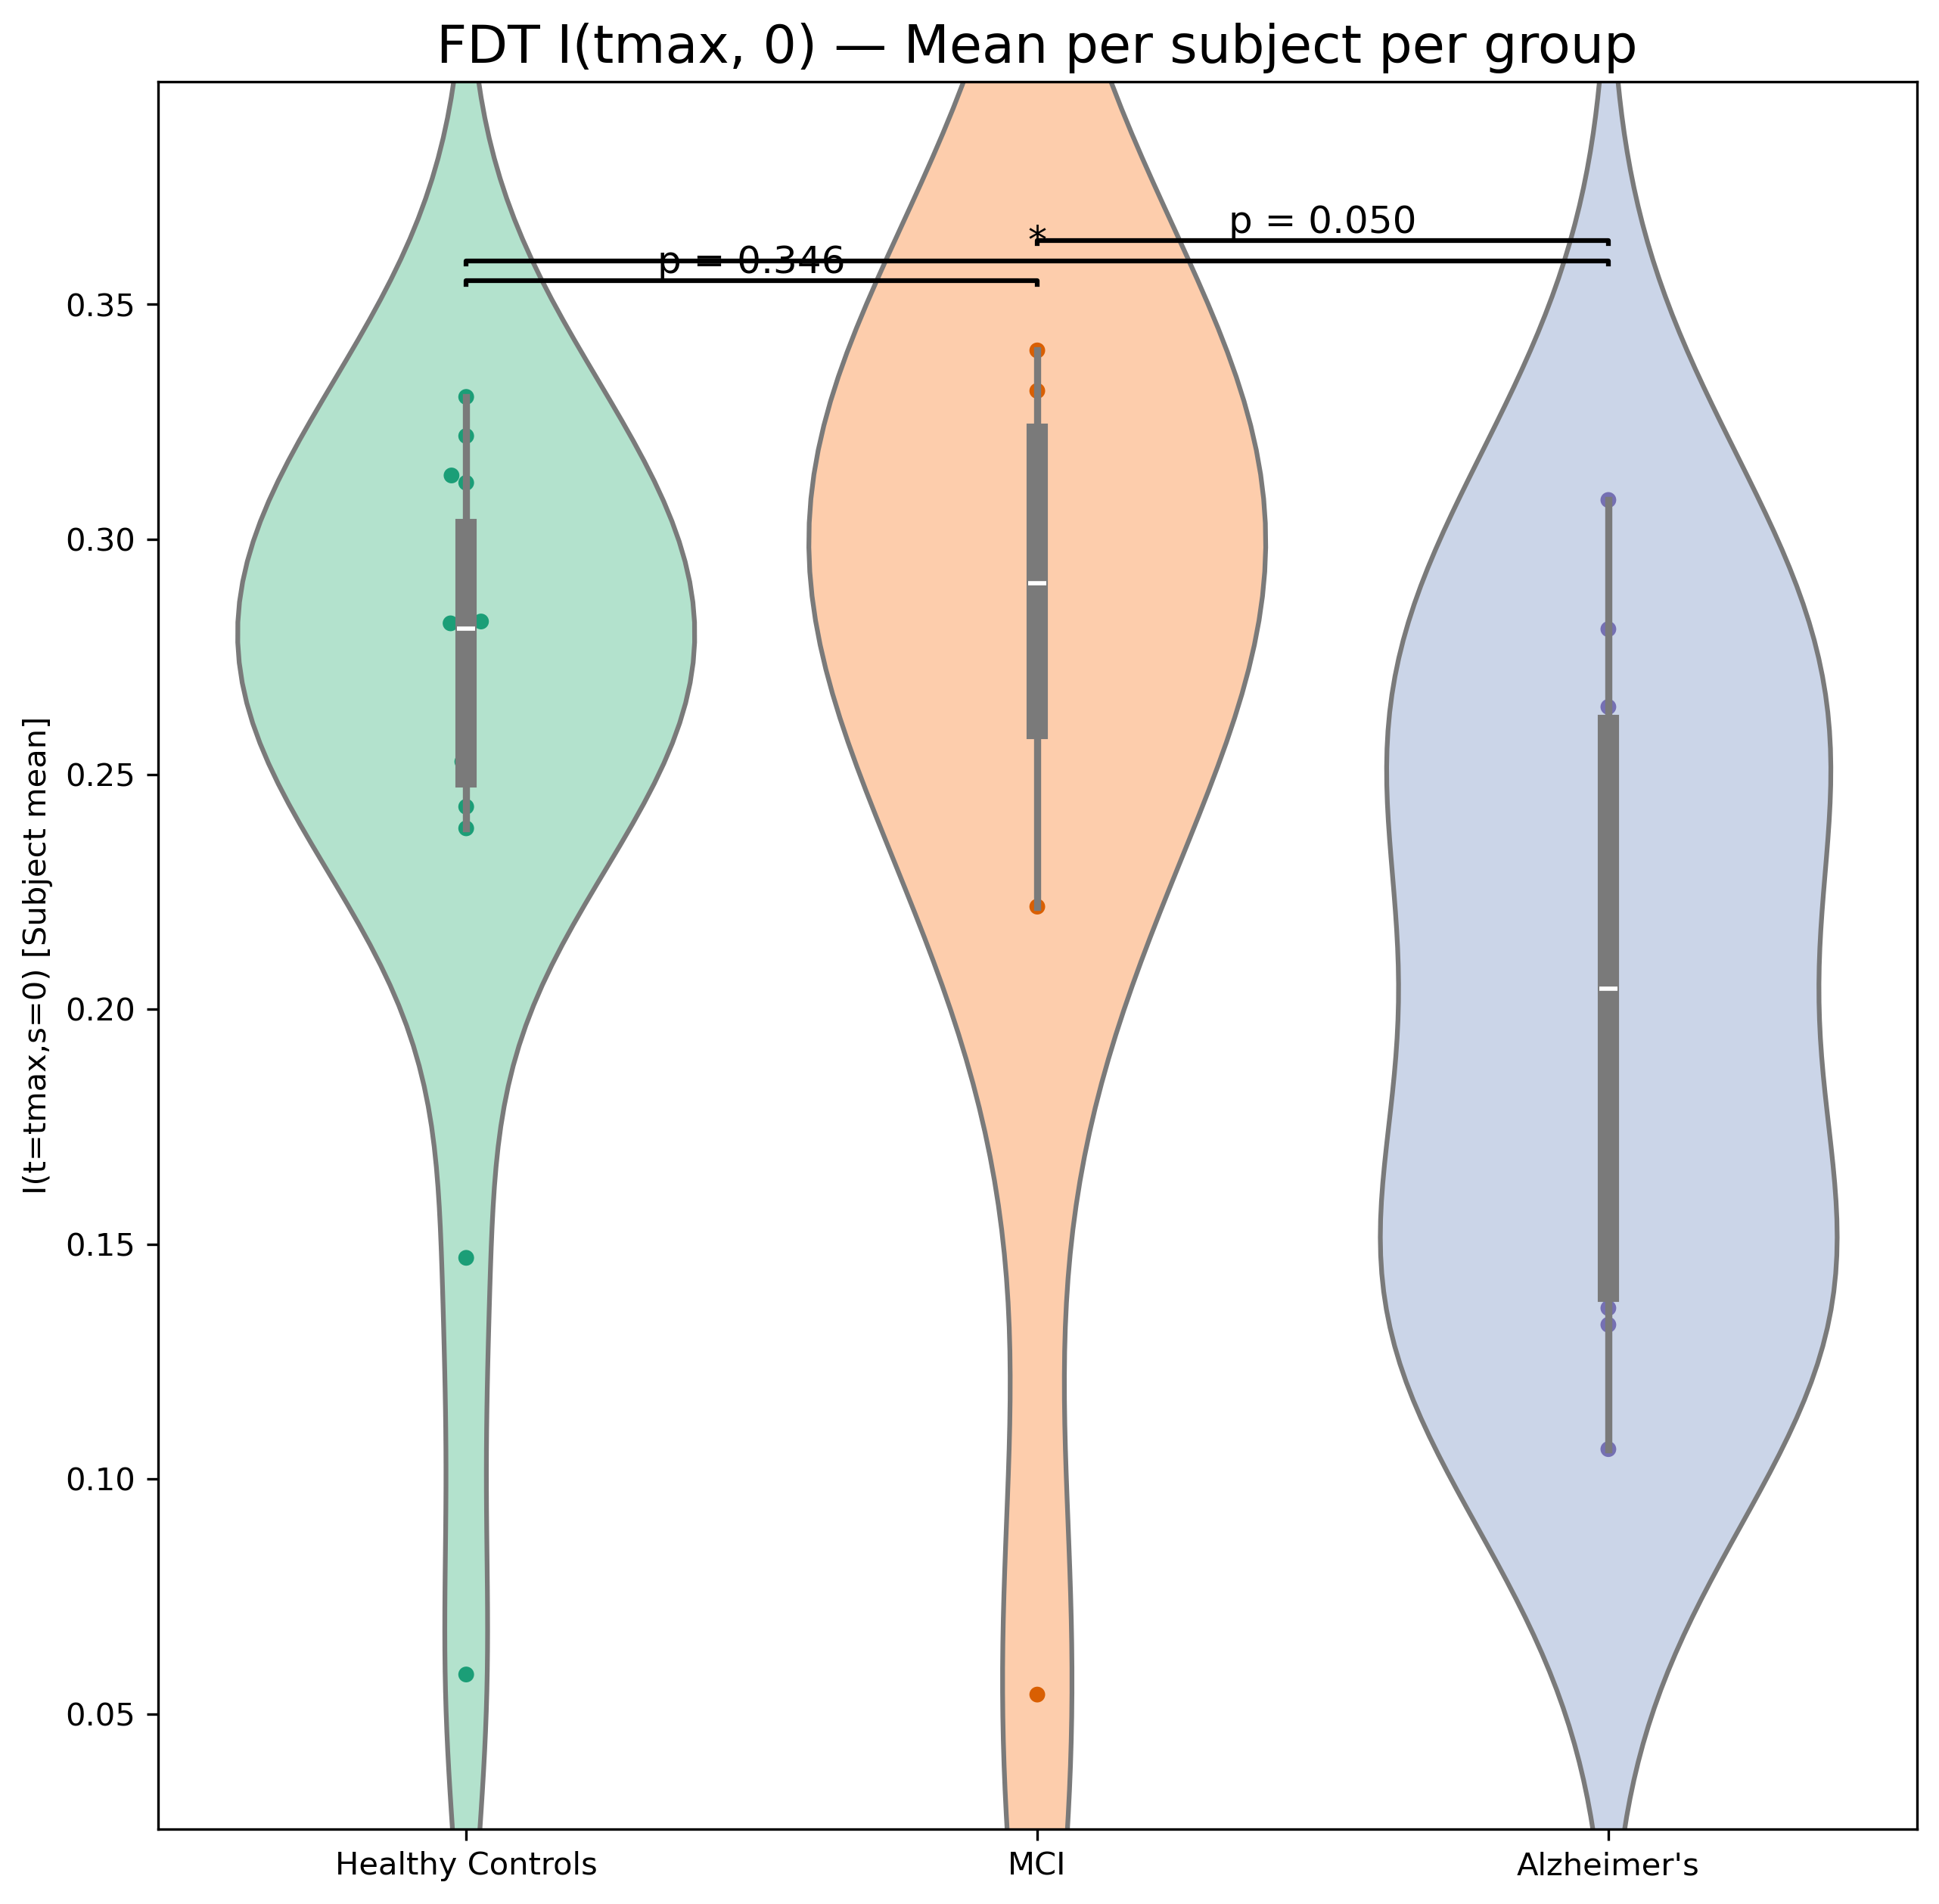 FDT I(tmax, 0) — Mean per subject per group
p = 0.050
*
p = 0.346
0.35
0.30
0.25
0.20
0.15
0.10
0.05
I(t=tmax,s=0) [Subject mean]
Healthy Controls
MCI
Alzheimer's